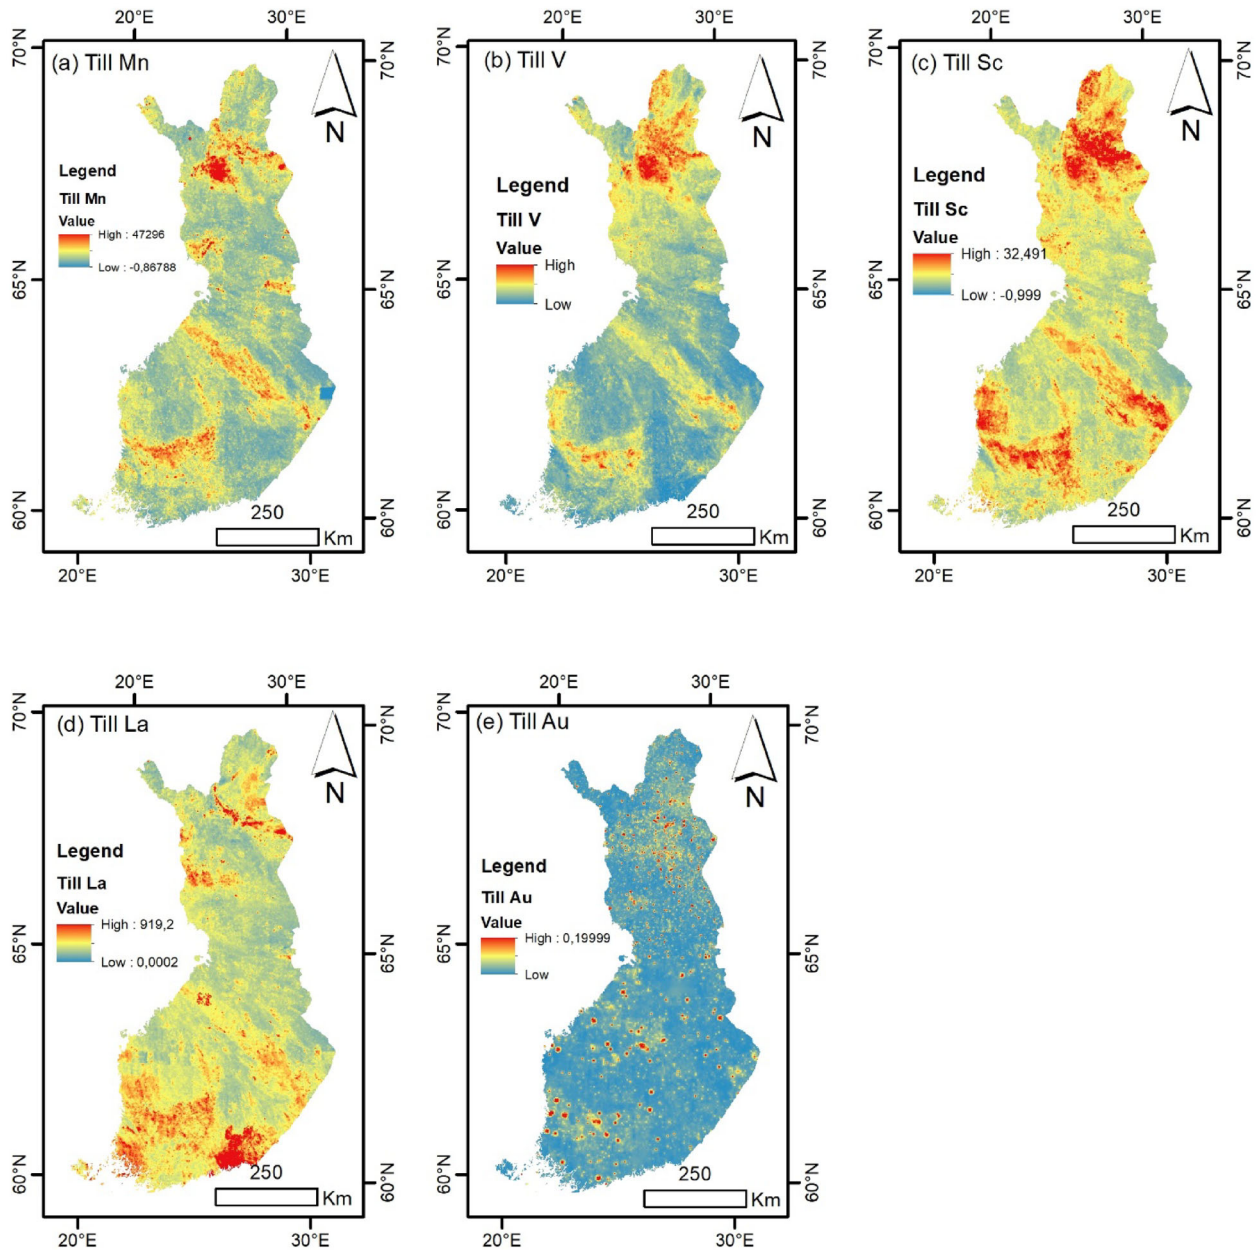 20°E 30°E
20°E 30°E
20°E 30°E
70°N
(a) Till Mn
N
70°N
Legend
Till Mn
Value
High : 47296
Low : -0,86788
65°N
65°N
60°N
60°N
250
Km
20°E 30°E
70°N
(b) Till V
N
70°N
Legend
Till V
Value
High
Low
65°N
65°N
60°N
60°N
250
Km
20°E 30°E
70°N
(c) Till Sc
N
70°N
Legend
Till Sc
Value
High : 32,491
Low : -0,999
65°N
65°N
60°N
60°N
250
Km
20°E 30°E
20°E 30°E
20°E 30°E
70°N
(d) Till La
N
70°N
Legend
Till La
Value
High : 919,2
Low : 0,0002
65°N
65°N
60°N
60°N
250
Km
20°E 30°E
70°N
(e) Till Au
N
70°N
Legend
Till Au
Value
High : 0,19999
Low
65°N
65°N
60°N
60°N
250
Km
20°E 30°E